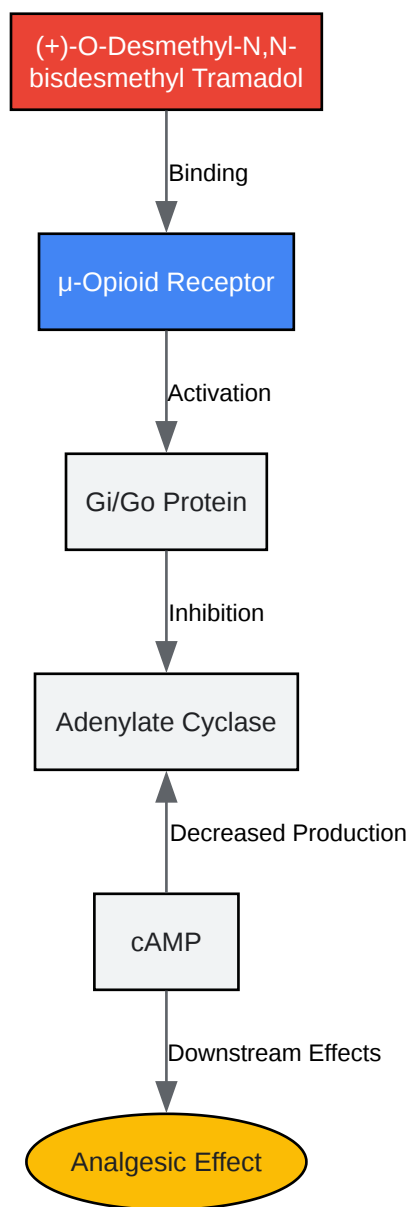 (+)-O-Desmethyl-N,N-
bisdesmethyl Tramadol
Binding
μ-Opioid Receptor
Activation
Gi/Go Protein
Inhibition
Adenylate Cyclase
Decreased Production
cAMP
Downstream Effects
Analgesic Effect